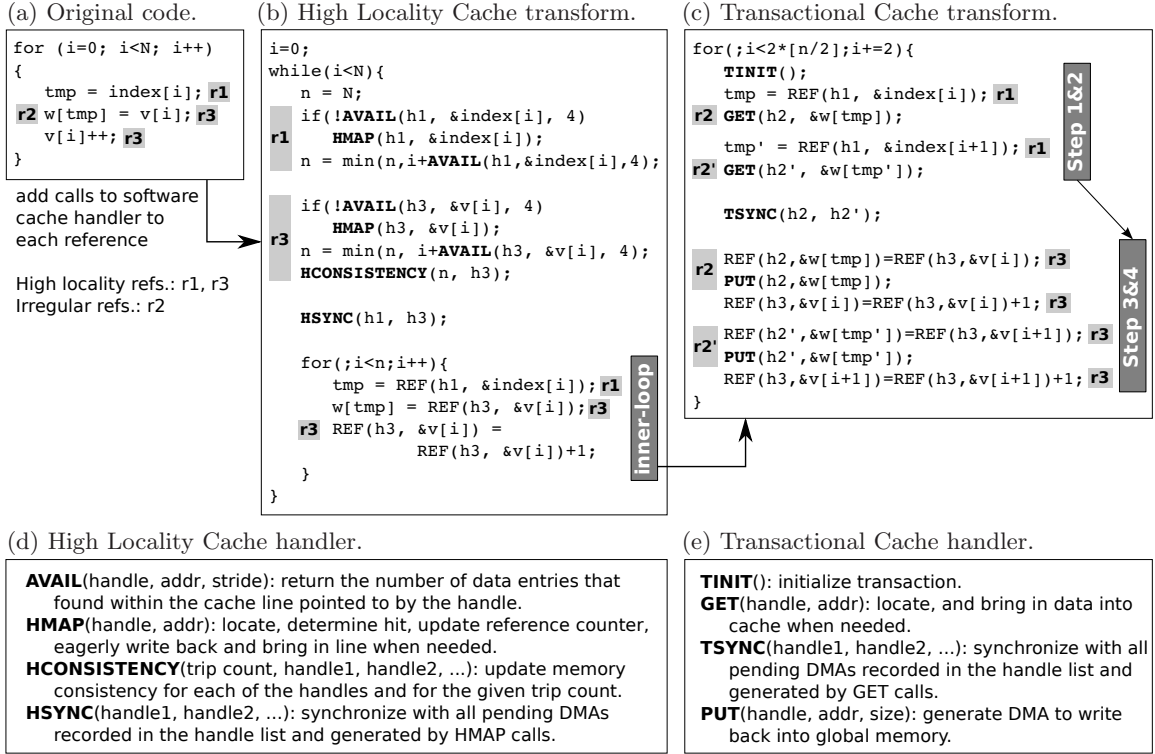 (a) Original code.
for (i=0; i<N; i++)
{
tmp = index[i]; r1
r2 w[tmp] = v[i]; r3
v[i]++; r3
}
add calls to software
cache handler to
each reference
High locality refs.: r1, r3
Irregular refs.: r2
(b) High Locality Cache transform.
i=0;
while(i<N){
n = N;
if(!AVAIL(h1, &index[i], 4)
r1 HMAP(h1, &index[i]);
n = min(n,i+AVAIL(h1,&index[i],4);
if(!AVAIL(h3, &v[i], 4)
HMAP(h3, &v[i]);
r3 n = min(n, i+AVAIL(h3, &v[i], 4);
HCONSISTENCY(n, h3);
HSYNC(h1, h3);
for(;i<n;i++){
tmp = REF(h1, &index[i]); r1
w[tmp] = REF(h3, &v[i]); r3
r3 REF(h3, &v[i]) =
REF(h3, &v[i])+1;
}
}
inner-loop
(c) Transactional Cache transform.
for(;i<2*[n/2];i+=2){
TINIT();
tmp = REF(h1, &index[i]); r1
r2 GET(h2, &w[tmp]);
tmp' = REF(h1, &index[i+1]); r1
r2' GET(h2', &w[tmp']);
TSYNC(h2, h2');
Step 1&2
REF(h2,&w[tmp])=REF(h3,&v[i]); r3
r2 PUT(h2,&w[tmp]);
REF(h3,&v[i])=REF(h3,&v[i])+1; r3
REF(h2',&w[tmp'])=REF(h3,&v[i+1]); r3
r2' PUT(h2',&w[tmp']);
REF(h3,&v[i+1])=REF(h3,&v[i+1])+1; r3
}
Step 3&4
(d) High Locality Cache handler.
AVAIL(handle, addr, stride): return the number of data entries that
found within the cache line pointed to by the handle.
HMAP(handle, addr): locate, determine hit, update reference counter,
eagerly write back and bring in line when needed.
HCONSISTENCY(trip count, handle1, handle2, ...): update memory
consistency for each of the handles and for the given trip count.
HSYNC(handle1, handle2, ...): synchronize with all pending DMAs
recorded in the handle list and generated by HMAP calls.
(e) Transactional Cache handler.
TINIT(): initialize transaction.
GET(handle, addr): locate, and bring in data into
cache when needed.
TSYNC(handle1, handle2, ...): synchronize with all
pending DMAs recorded in the handle list and
generated by GET calls.
PUT(handle, addr, size): generate DMA to write
back into global memory.